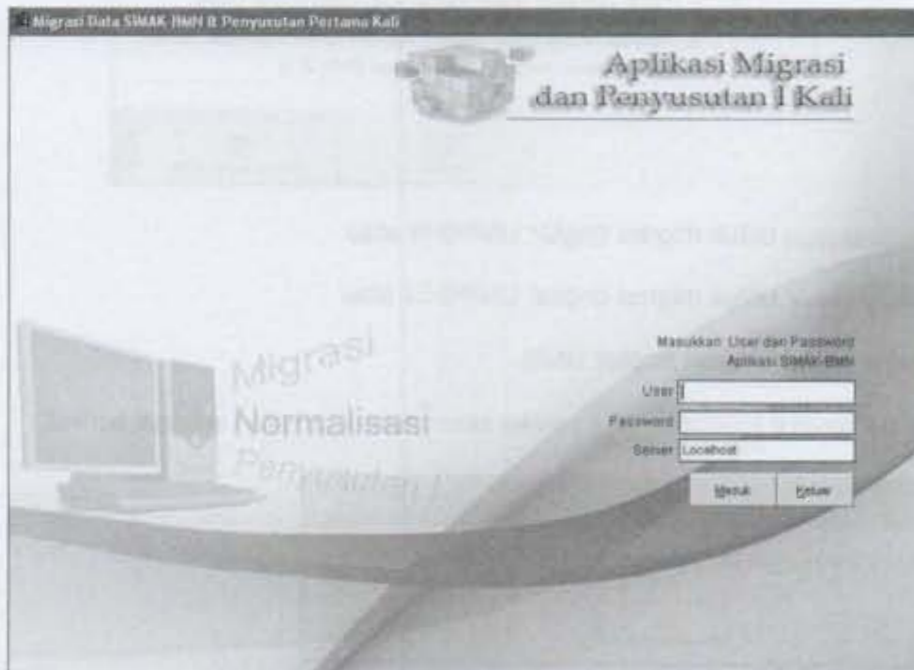 Migrasi Data SIMAK BMN & Penyusutan Pertama Kali
Aplikasi Migrasi
dan Penyusutan I Kali
Migrasi
Normalisasi
Penyusutan I
Masukkan User dan Password
Aplikasi SIMAK-BMN
User
Password
Server Localhost
Masuk Keluar